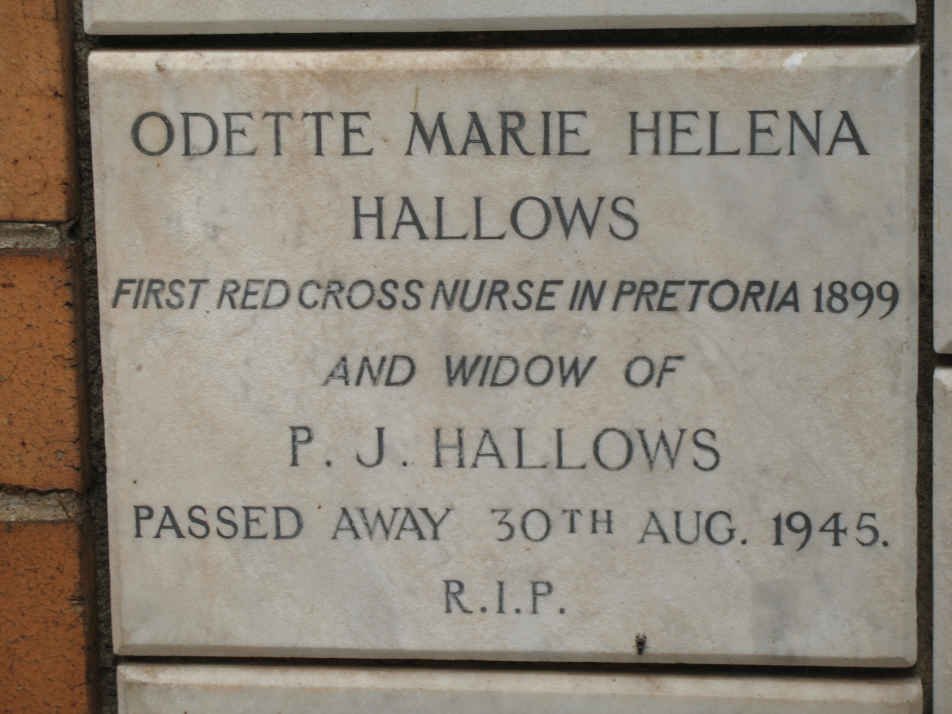 ODETTE MARIE HELENA
HALLOWS
FIRST RED CROSS NURSE IN PRETORIA 1899
AND WIDOW OF
P. J. HALLOWS
PASSED AWAY 30TH AUG. 1945.
R.I.P.